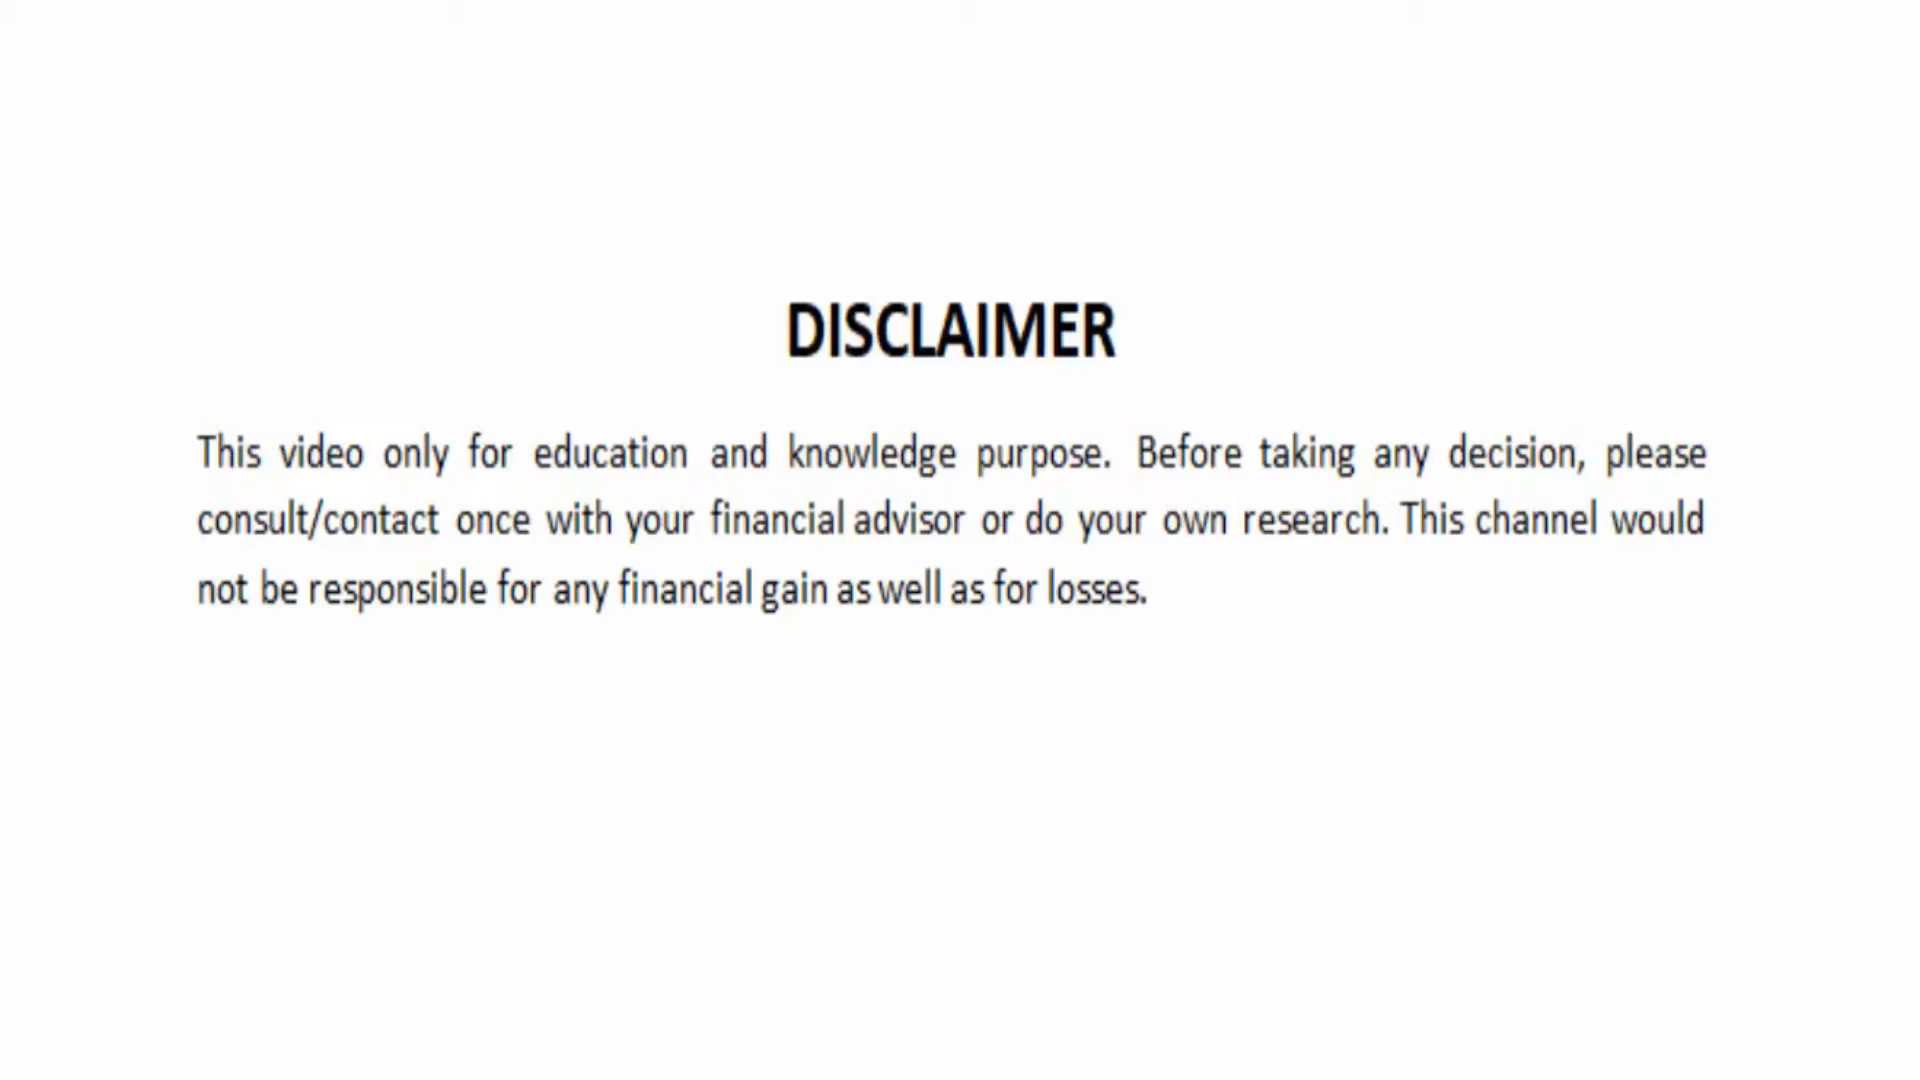 DISCLAIMER
This video only for education and knowledge purpose. Before taking any decision, please
consult/contact once with your financial advisor or do your own research. This channel would
not be responsible for any financial gain as well as for losses.